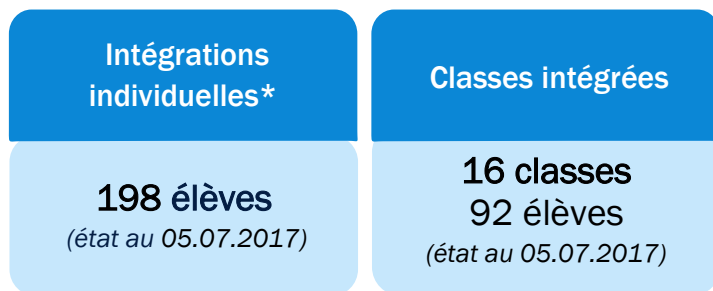 Intégrations
individuelles*
198 élèves
(état au 05.07.2017)
Classes intégrées
16 classes
92 élèves
(état au 05.07.2017)